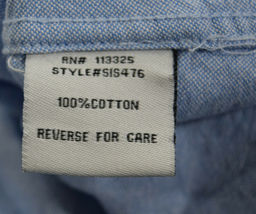 RN# 113325
STYLE#SIS476
100%COTTON
REVERSE FOR CARE